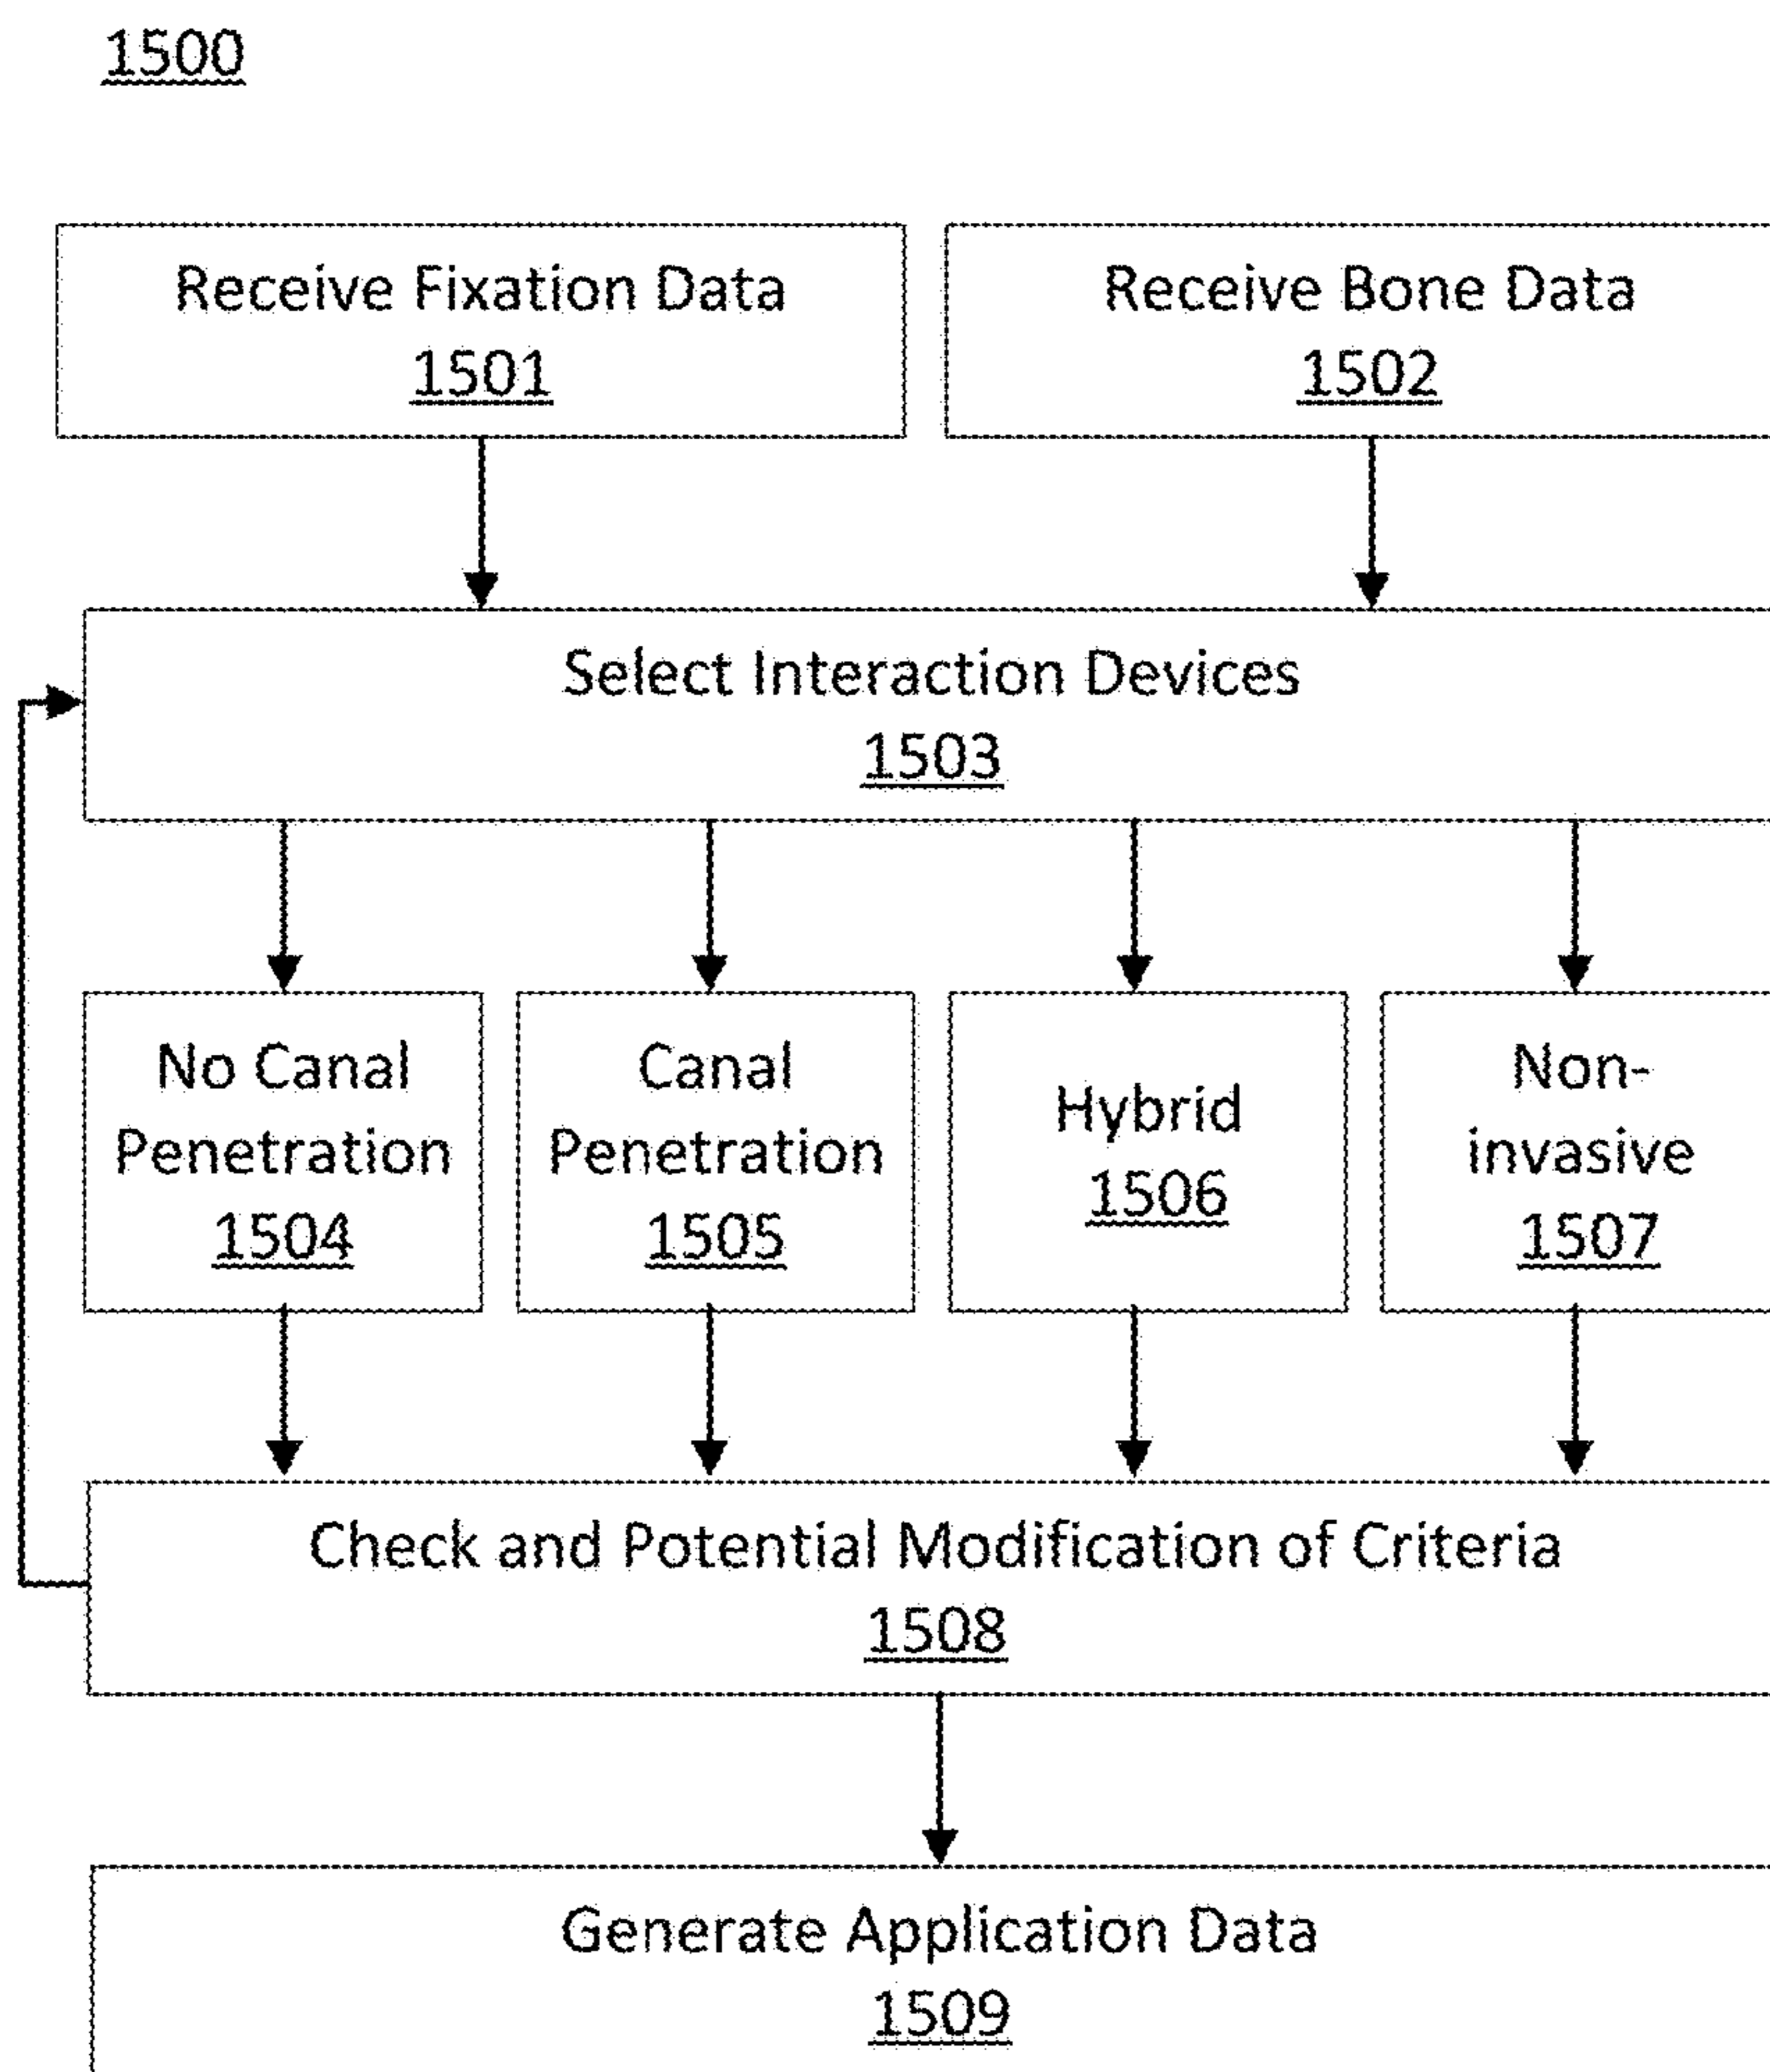 1500
Receive Fixation Data
1501
Receive Bone Data
1502
Select Interaction Devices
1503
No Canal
Penetration
1504
Canal
Penetration
1505
Hybrid
1506
Non-
invasive
1507
Check and Potential Modification of Criteria
1508
Generate Application Data
1509